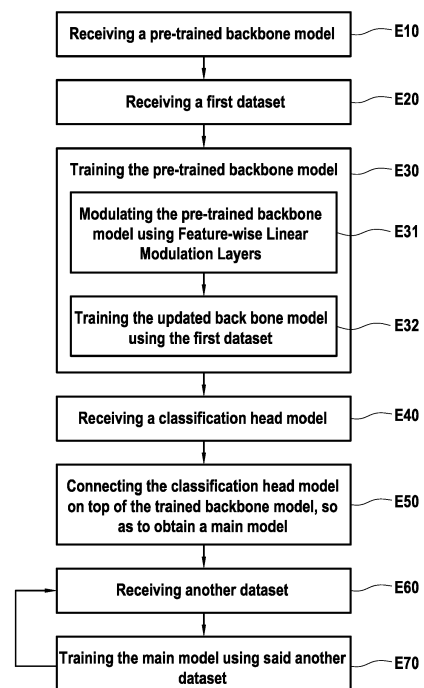 Receiving a pre-trained backbone model
E10
Receiving a first dataset
E20
Training the pre-trained backbone model
E30
Modulating the pre-trained backbone
model using Feature-wise Linear
Modulation Layers
E31
Training the updated back bone model
using the first dataset
E32
Receiving a classification head model
E40
Connecting the classification head model
on top of the trained backbone model, so
as to obtain a main model
E50
Receiving another dataset
E60
Training the main model using said another
dataset
E70